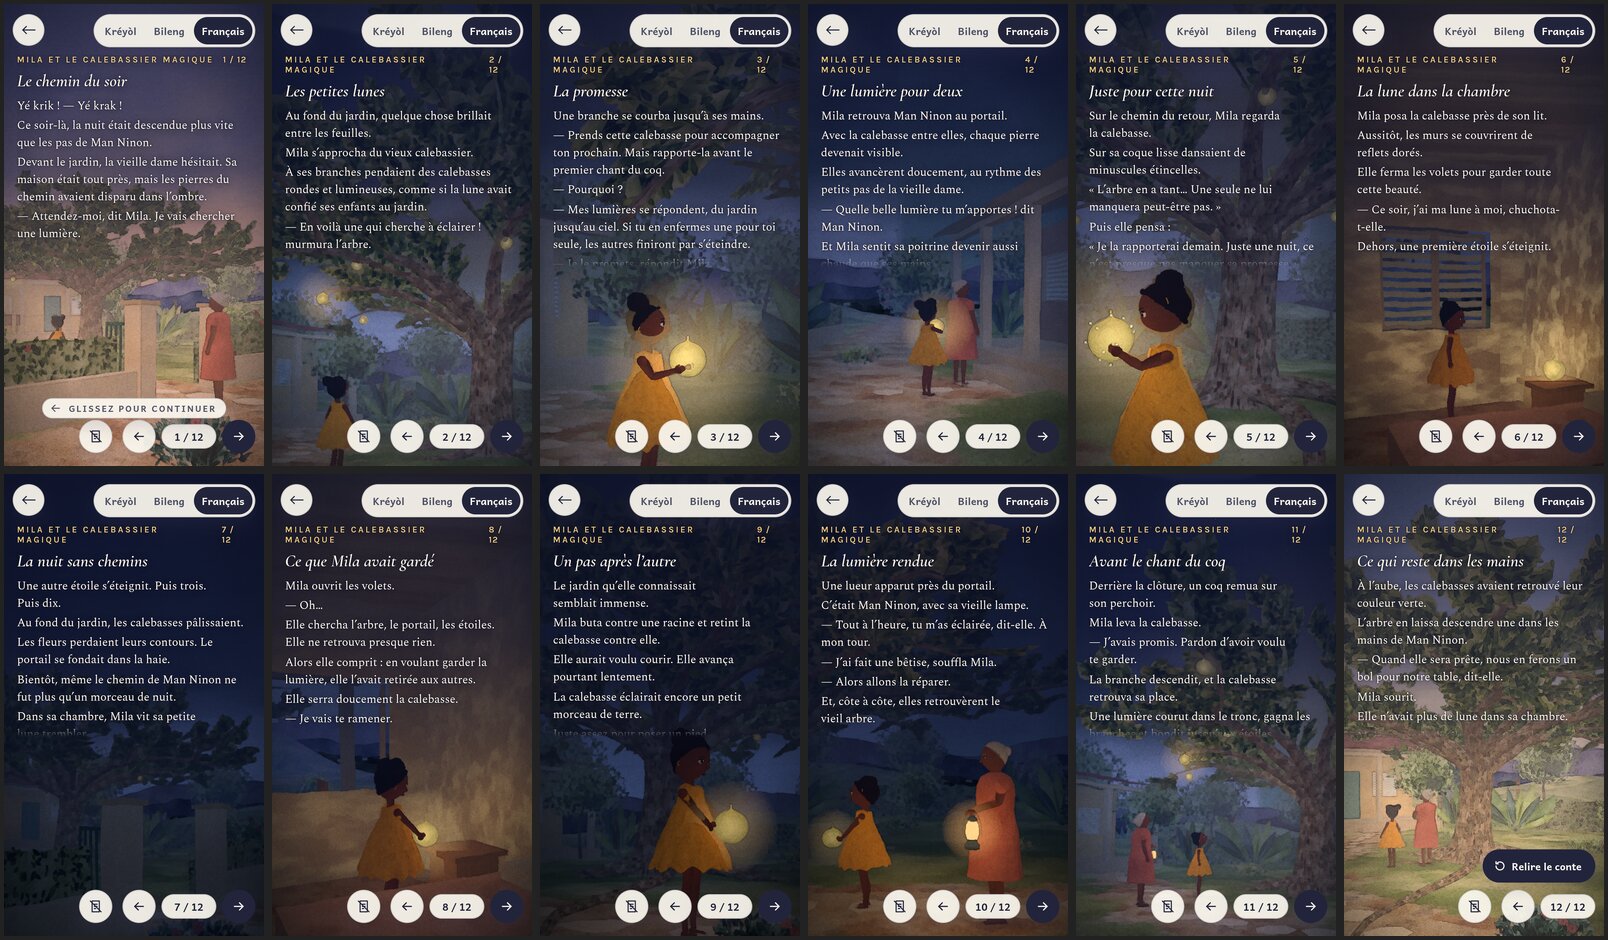 Kréyòl Bileng Français
MILA ET LE CALEBASSIER MAGIQUE 1 / 12
Le chemin du soir
Yé krik ! — Yé krak !
Ce soir-là, la nuit était descendue plus vite
que les pas de Man Ninon.
Devant le jardin, la vieille dame hésitait. Sa
maison était tout près, mais les pierres du
chemin avaient disparu dans l’ombre.
— Attendez-moi, dit Mila. Je vais chercher
une lumière.
← GLISSEZ POUR CONTINUER
1 / 12
Kréyòl Bileng Français
MILA ET LE CALEBASSIER 2 /
MAGIQUE 12
Les petites lunes
Au fond du jardin, quelque chose brillait
entre les feuilles.
Mila s’approcha du vieux calebassier.
À ses branches pendaient des calebasses
rondes et lumineuses, comme si la lune avait
confié ses enfants au jardin.
— En voilà une qui cherche à éclairer !
murmura l’arbre.
2 / 12
Kréyòl Bileng Français
MILA ET LE CALEBASSIER 3 /
MAGIQUE 12
La promesse
Une branche se courba jusqu’à ses mains.
— Prends cette calebasse pour accompagner
ton prochain. Mais rapporte-la avant le
premier chant du coq.
— Pourquoi ?
— Mes lumières se répondent, du jardin
jusqu’au ciel. Si tu en enfermes une pour toi
seule, les autres finiront par s’éteindre.
— Je le promets, répondit Mila.
3 / 12
Kréyòl Bileng Français
MILA ET LE CALEBASSIER 4 /
MAGIQUE 12
Une lumière pour deux
Mila retrouva Man Ninon au portail.
Avec la calebasse entre elles, chaque pierre
devenait visible.
Elles avancèrent doucement, au rythme des
petits pas de la vieille dame.
— Quelle belle lumière tu m’apportes ! dit
Man Ninon.
Et Mila sentit sa poitrine devenir aussi
chaude que ses mains.
4 / 12
Kréyòl Bileng Français
MILA ET LE CALEBASSIER 5 /
MAGIQUE 12
Juste pour cette nuit
Sur le chemin du retour, Mila regarda
la calebasse.
Sur sa coque lisse dansaient de
minuscules étincelles.
« L’arbre en a tant… Une seule ne lui
manquera peut-être pas. »
Puis elle pensa :
« Je la rapporterai demain. Juste une nuit, ce
n’est presque pas manquer sa promesse.
5 / 12
Kréyòl Bileng Français
MILA ET LE CALEBASSIER 6 /
MAGIQUE 12
La lune dans la chambre
Mila posa la calebasse près de son lit.
Aussitôt, les murs se couvrirent de
reflets dorés.
Elle ferma les volets pour garder toute
cette beauté.
— Ce soir, j’ai ma lune à moi, chuchota-
t-elle.
Dehors, une première étoile s’éteignit.
6 / 12
Kréyòl Bileng Français
MILA ET LE CALEBASSIER 7 /
MAGIQUE 12
La nuit sans chemins
Une autre étoile s’éteignit. Puis trois.
Puis dix.
Au fond du jardin, les calebasses pâlissaient.
Les fleurs perdaient leurs contours. Le
portail se fondait dans la haie.
Bientôt, même le chemin de Man Ninon ne
fut plus qu’un morceau de nuit.
Dans sa chambre, Mila vit sa petite
lune trembler.
7 / 12
Kréyòl Bileng Français
MILA ET LE CALEBASSIER 8 /
MAGIQUE 12
Ce que Mila avait gardé
Mila ouvrit les volets.
— Oh…
Elle chercha l’arbre, le portail, les étoiles.
Elle ne retrouva presque rien.
Alors elle comprit : en voulant garder la
lumière, elle l’avait retirée aux autres.
Elle serra doucement la calebasse.
— Je vais te ramener.
8 / 12
Kréyòl Bileng Français
MILA ET LE CALEBASSIER 9 /
MAGIQUE 12
Un pas après l’autre
Le jardin qu’elle connaissait
semblait immense.
Mila buta contre une racine et retint la
calebasse contre elle.
Elle aurait voulu courir. Elle avança
pourtant lentement.
La calebasse éclairait encore un petit
morceau de terre.
Juste assez pour poser un pied.
9 / 12
Kréyòl Bileng Français
MILA ET LE CALEBASSIER 10 /
MAGIQUE 12
La lumière rendue
Une lueur apparut près du portail.
C’était Man Ninon, avec sa vieille lampe.
— Tout à l’heure, tu m’as éclairée, dit-elle. À
mon tour.
— J’ai fait une bêtise, souffla Mila.
— Alors allons la réparer.
Et, côte à côte, elles retrouvèrent le
vieil arbre.
10 / 12
Kréyòl Bileng Français
MILA ET LE CALEBASSIER 11 /
MAGIQUE 12
Avant le chant du coq
Derrière la clôture, un coq remua sur
son perchoir.
Mila leva la calebasse.
— J’avais promis. Pardon d’avoir voulu
te garder.
La branche descendit, et la calebasse
retrouva sa place.
Une lumière courut dans le tronc, gagna les
branches et bondit jusqu’aux étoiles.
11 / 12
Kréyòl Bileng Français
MILA ET LE CALEBASSIER 12 /
MAGIQUE 12
Ce qui reste dans les mains
À l’aube, les calebasses avaient retrouvé leur
couleur verte.
L’arbre en laissa descendre une dans les
mains de Man Ninon.
— Quand elle sera prête, nous en ferons un
bol pour notre table, dit-elle.
Mila sourit.
Elle n’avait plus de lune dans sa chambre.
Relire le conte
12 / 12